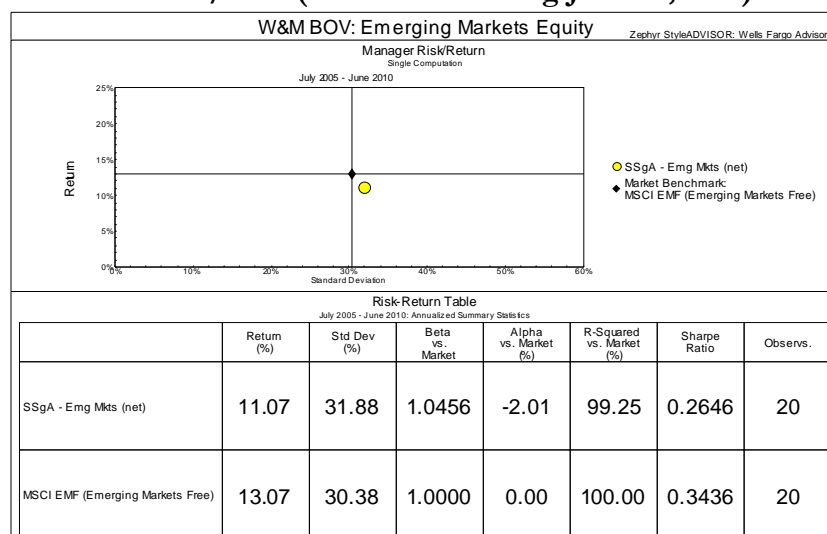 W&M BOV: Emerging Markets Equity
Zephyr StyleADVISOR: Wells Fargo Advisor
Manager Risk/Return
Single Computation
July 2005 - June 2010
Return
25%
20%
15%
10%
5%
0%
0% 10% 20% 30% 40% 50% 60%
Standard Deviation
SSgA - Emg Mkts (net)
Market Benchmark:
MSCI EMF (Emerging Markets Free)
Risk-Return Table
July 2005 - June 2010: Annualized Summary Statistics
Return (%) Std Dev (%) Beta vs. Market Alpha vs. Market (%) R-Squared vs. Market (%) Sharpe Ratio Observs.
SSgA - Emg Mkts (net) 11.07 31.88 1.0456 -2.01 99.25 0.2646 20
MSCI EMF (Emerging Markets Free) 13.07 30.38 1.0000 0.00 100.00 0.3436 20